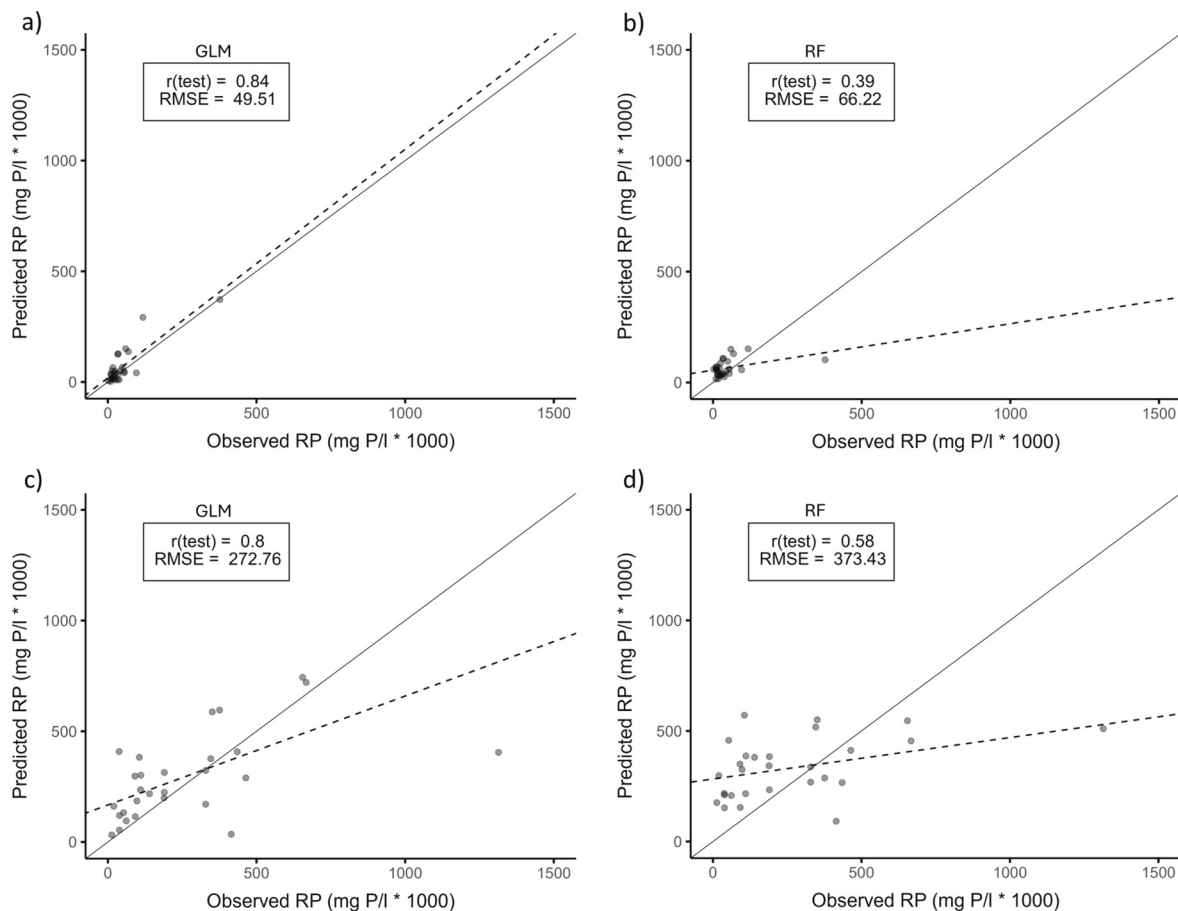 a)
GLM
r(test) = 0.84
RMSE = 49.51
1500
1000
500
0
Predicted RP (mg P/l * 1000)
0 500 1000 1500
Observed RP (mg P/l * 1000)
b)
RF
r(test) = 0.39
RMSE = 66.22
1500
1000
500
0
Predicted RP (mg P/l * 1000)
0 500 1000 1500
Observed RP (mg P/l * 1000)
c)
GLM
r(test) = 0.8
RMSE = 272.76
1500
1000
500
0
Predicted RP (mg P/l * 1000)
0 500 1000 1500
Observed RP (mg P/l * 1000)
d)
RF
r(test) = 0.58
RMSE = 373.43
1500
1000
500
0
Predicted RP (mg P/l * 1000)
0 500 1000 1500
Observed RP (mg P/l * 1000)